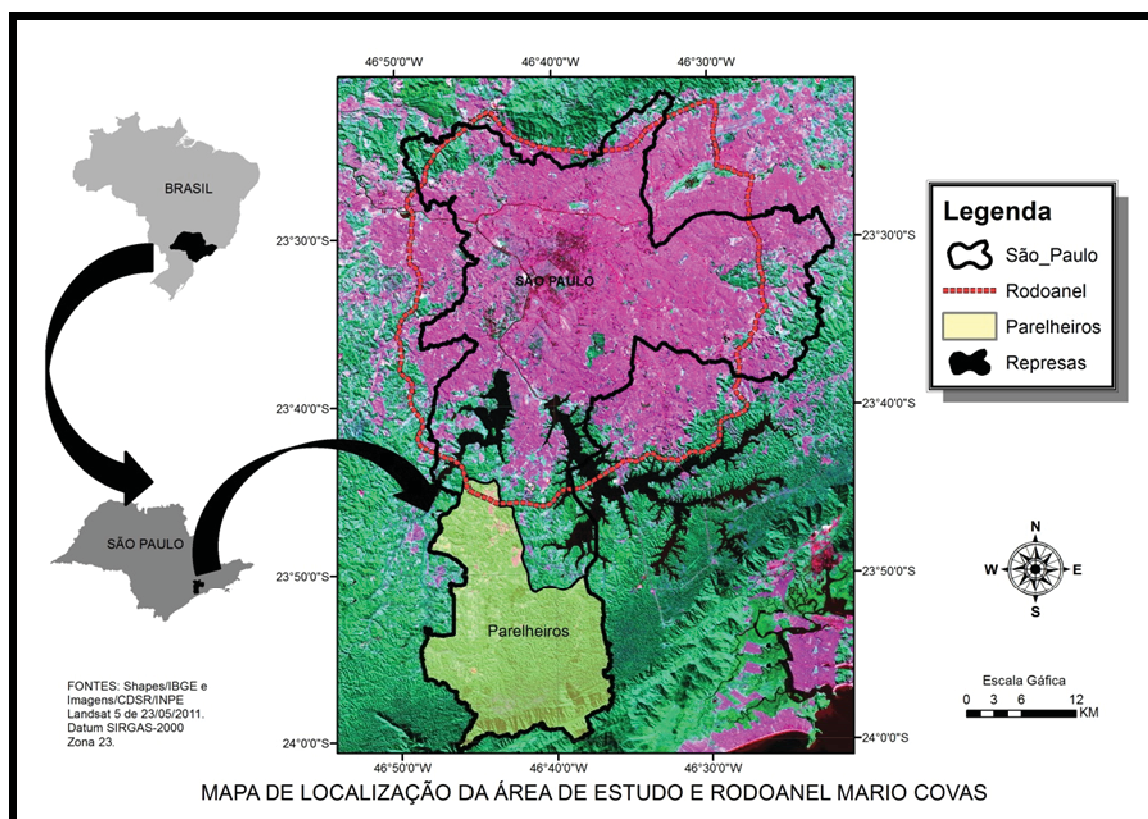 46°50'0"W
46°40'0"W
46°30'0"W
BRASIL
23°30'0"S
23°30'0"S
Legenda
São_Paulo
Rodoanel
Parelheiros
Represas
SÃO PAULO
23°40'0"S
23°40'0"S
SÃO PAULO
23°50'0"S
23°50'0"S
N
W
E
S
Parelheiros
FONTES: Shapes/IBGE e
Imagens/CDSR/INPE
Landsat 5 de 23/05/2011.
Datum SIRGAS-2000
Zona 23.
Escala Gáfica
0 3 6 12
KM
24°0'0"S
24°0'0"S
46°50'0"W
46°40'0"W
46°30'0"W
MAPA DE LOCALIZAÇÃO DA ÁREA DE ESTUDO E RODOANEL MARIO COVAS